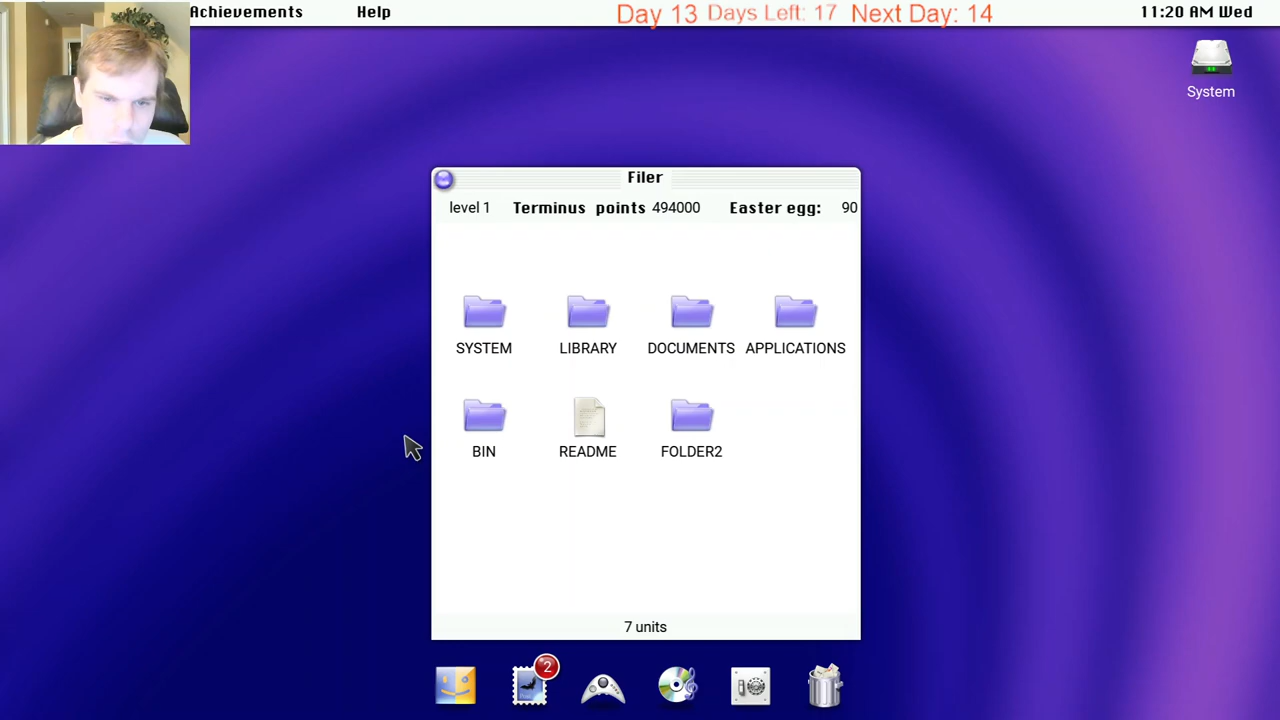 Achievements Help Day 13 Days Left: 17 Next Day: 14 11:20 AM Wed
System
Filer
level 1 Terminus points 494000 Easter egg: 90
SYSTEM LIBRARY DOCUMENTS APPLICATIONS
BIN README FOLDER2
7 units
2